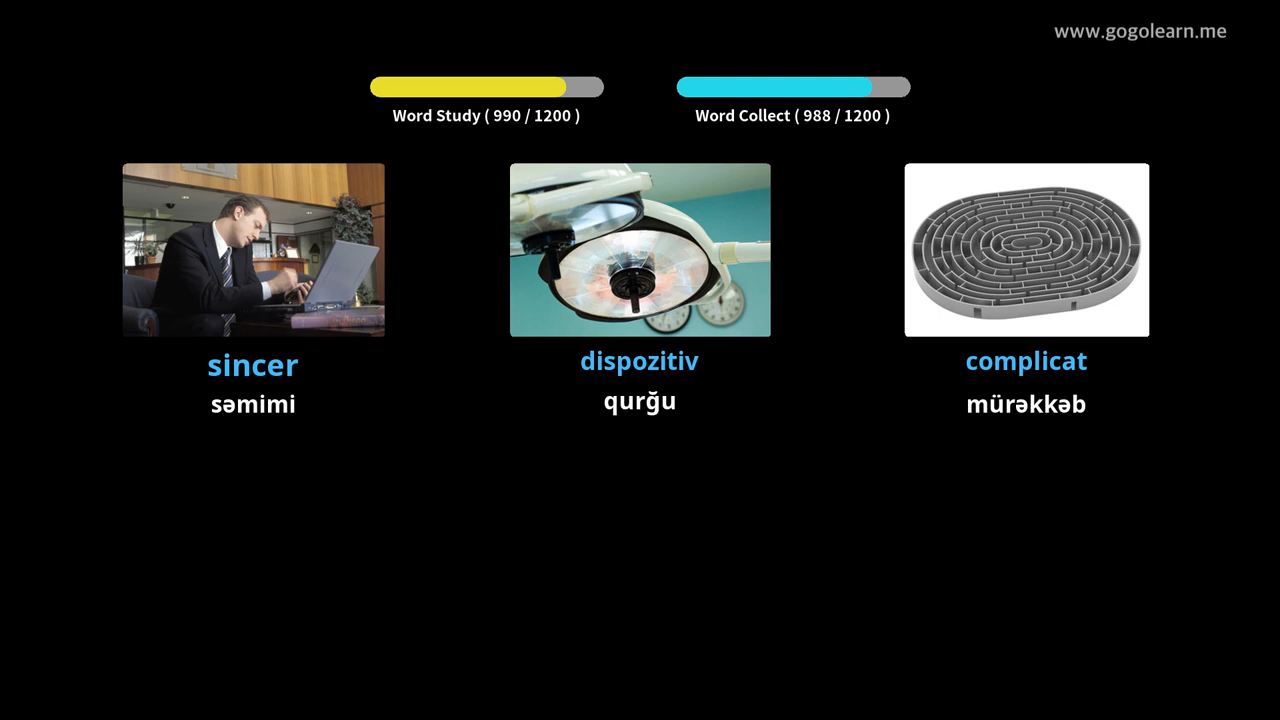 www.gogolearn.me
Word Study ( 990 / 1200 )
Word Collect ( 988 / 1200 )
sincer
dispozitiv
complicat
səmimi
qurğu
mürəkkəb